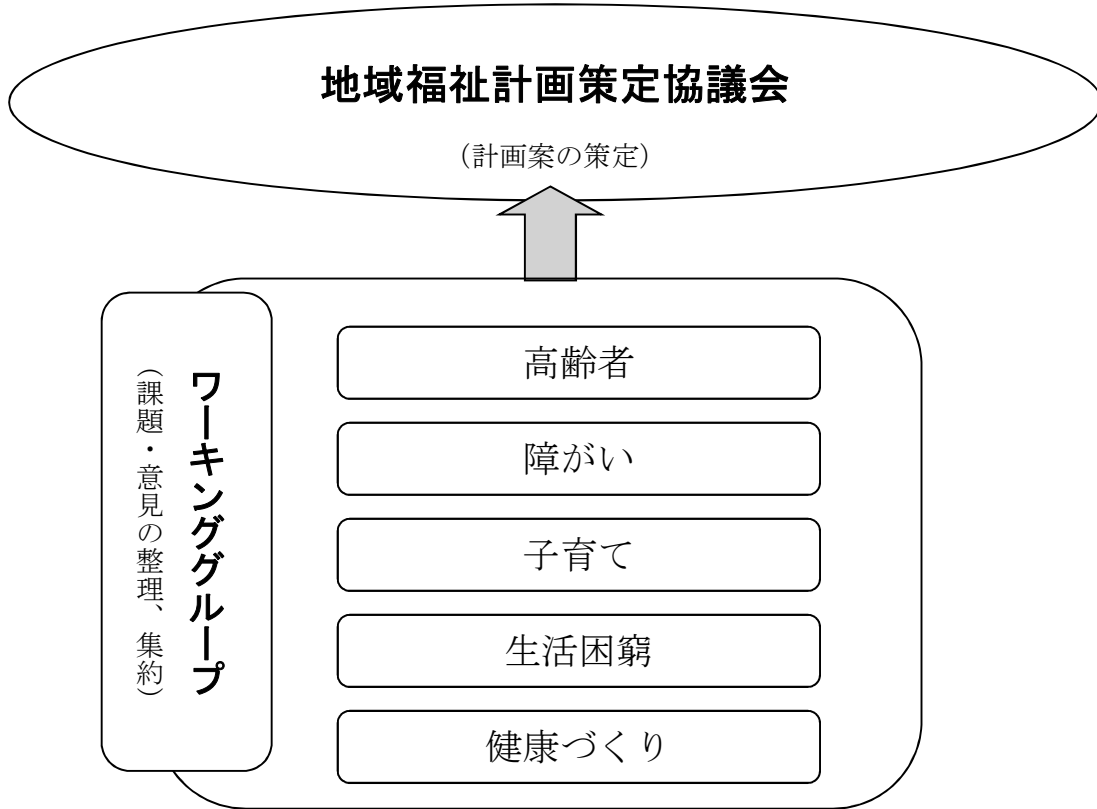 地域福祉計画策定協議会
（計画案の策定）
ワーキンググループ
（課題・意見の整理、集約）
高齢者
障がい
子育て
生活困窮
健康づくり